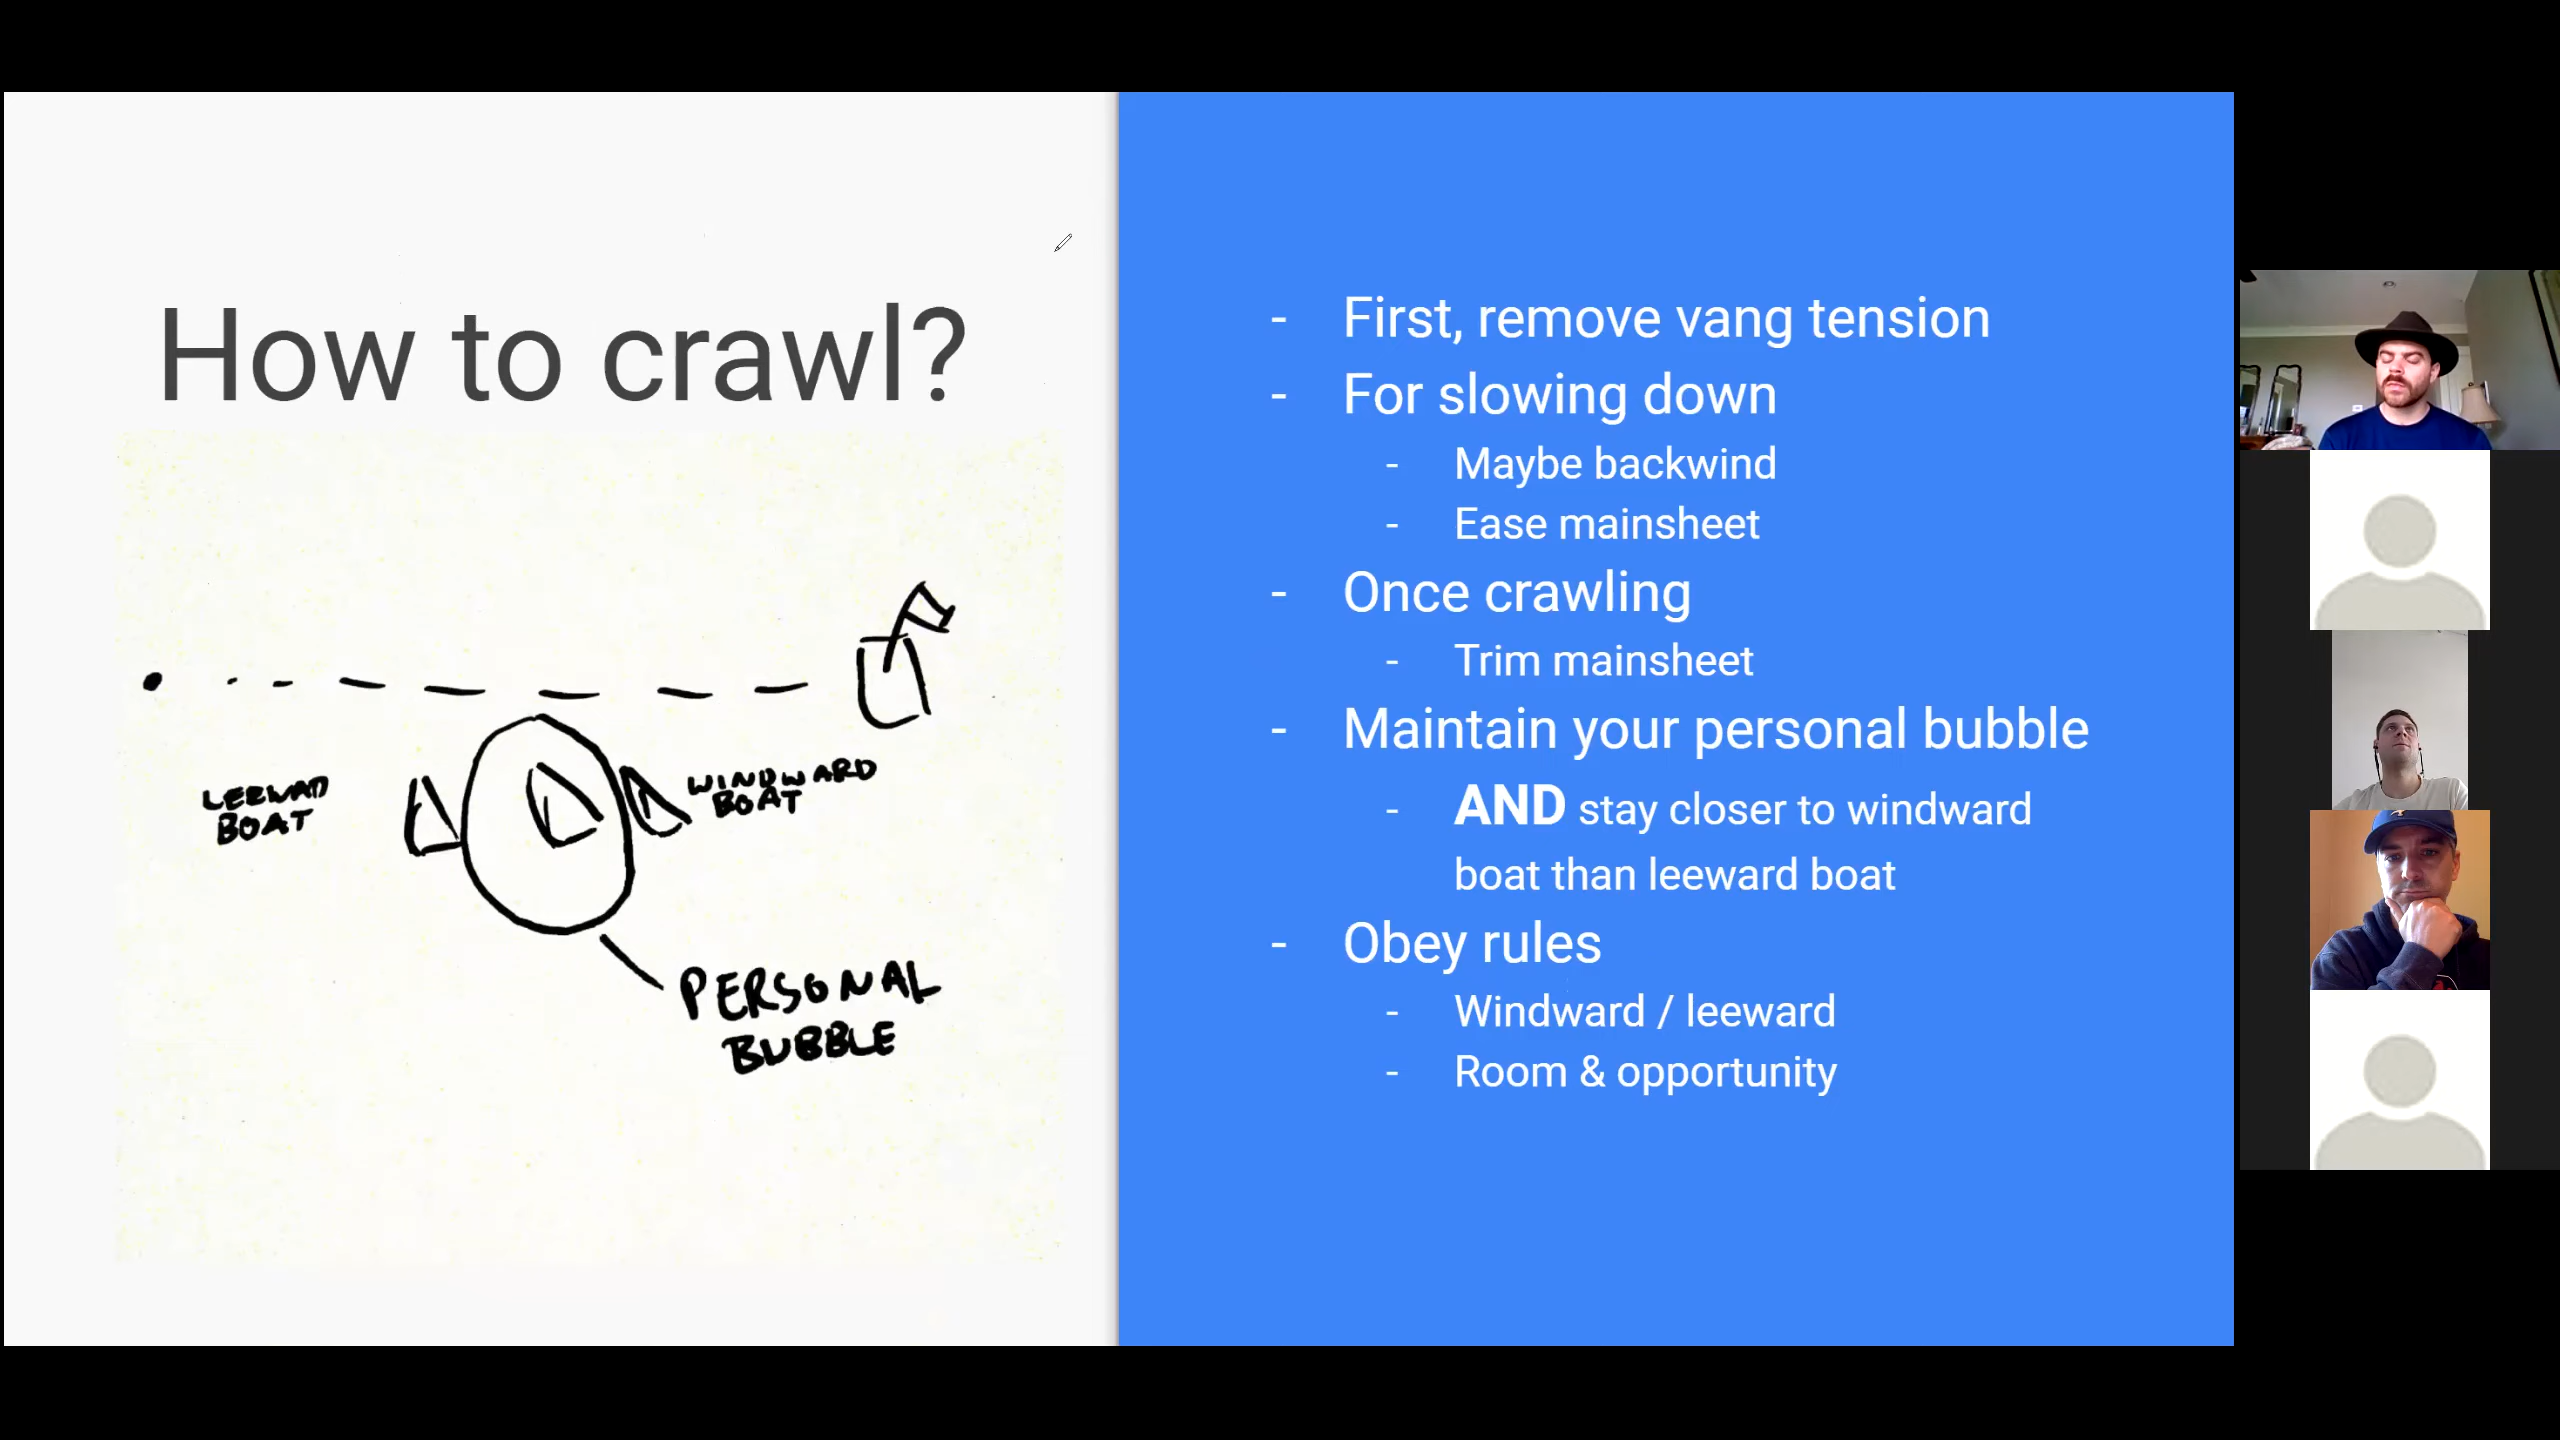 How to crawl?
LEEWAD
BOAT
WINDWARD
BOAT
PERSONAL
BUBBLE
- First, remove vang tension
- For slowing down
- Maybe backwind
- Ease mainsheet
- Once crawling
- Trim mainsheet
- Maintain your personal bubble
- AND stay closer to windward
boat than leeward boat
- Obey rules
- Windward / leeward
- Room & opportunity